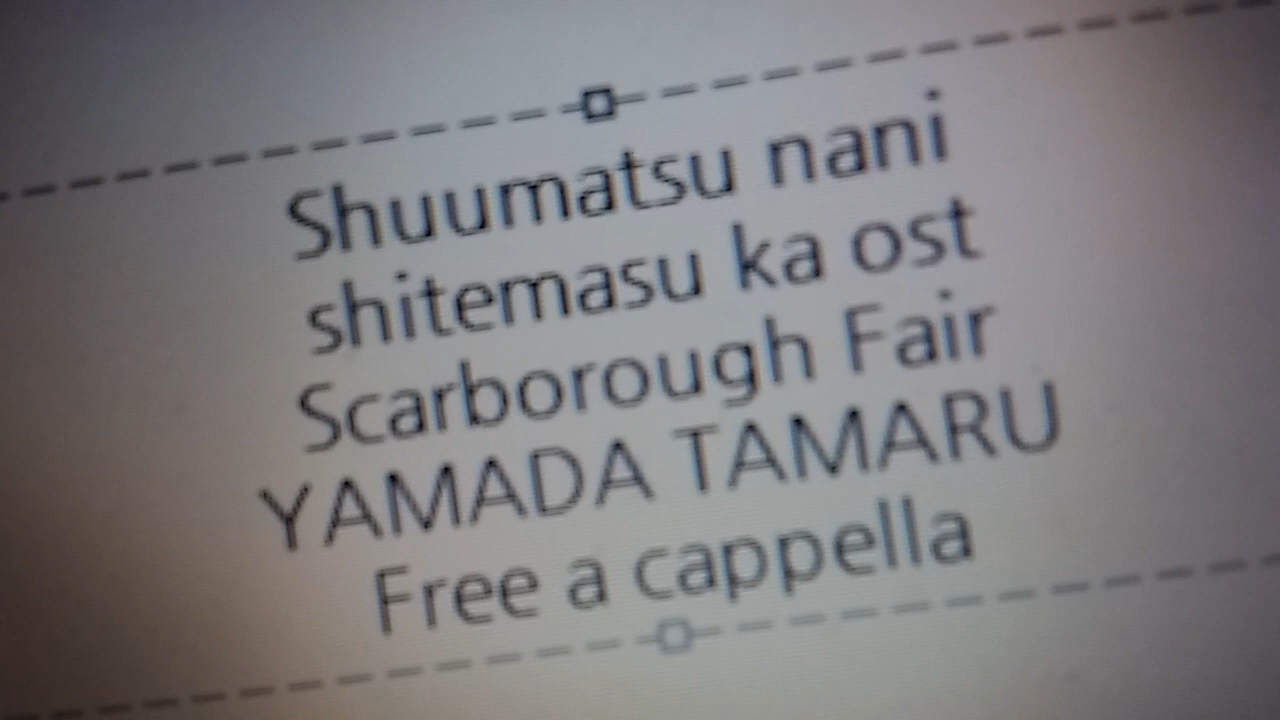 Shuumatsu nani
shitemasu ka ost
Scarborough Fair
YAMADA TAMARU
Free a cappella